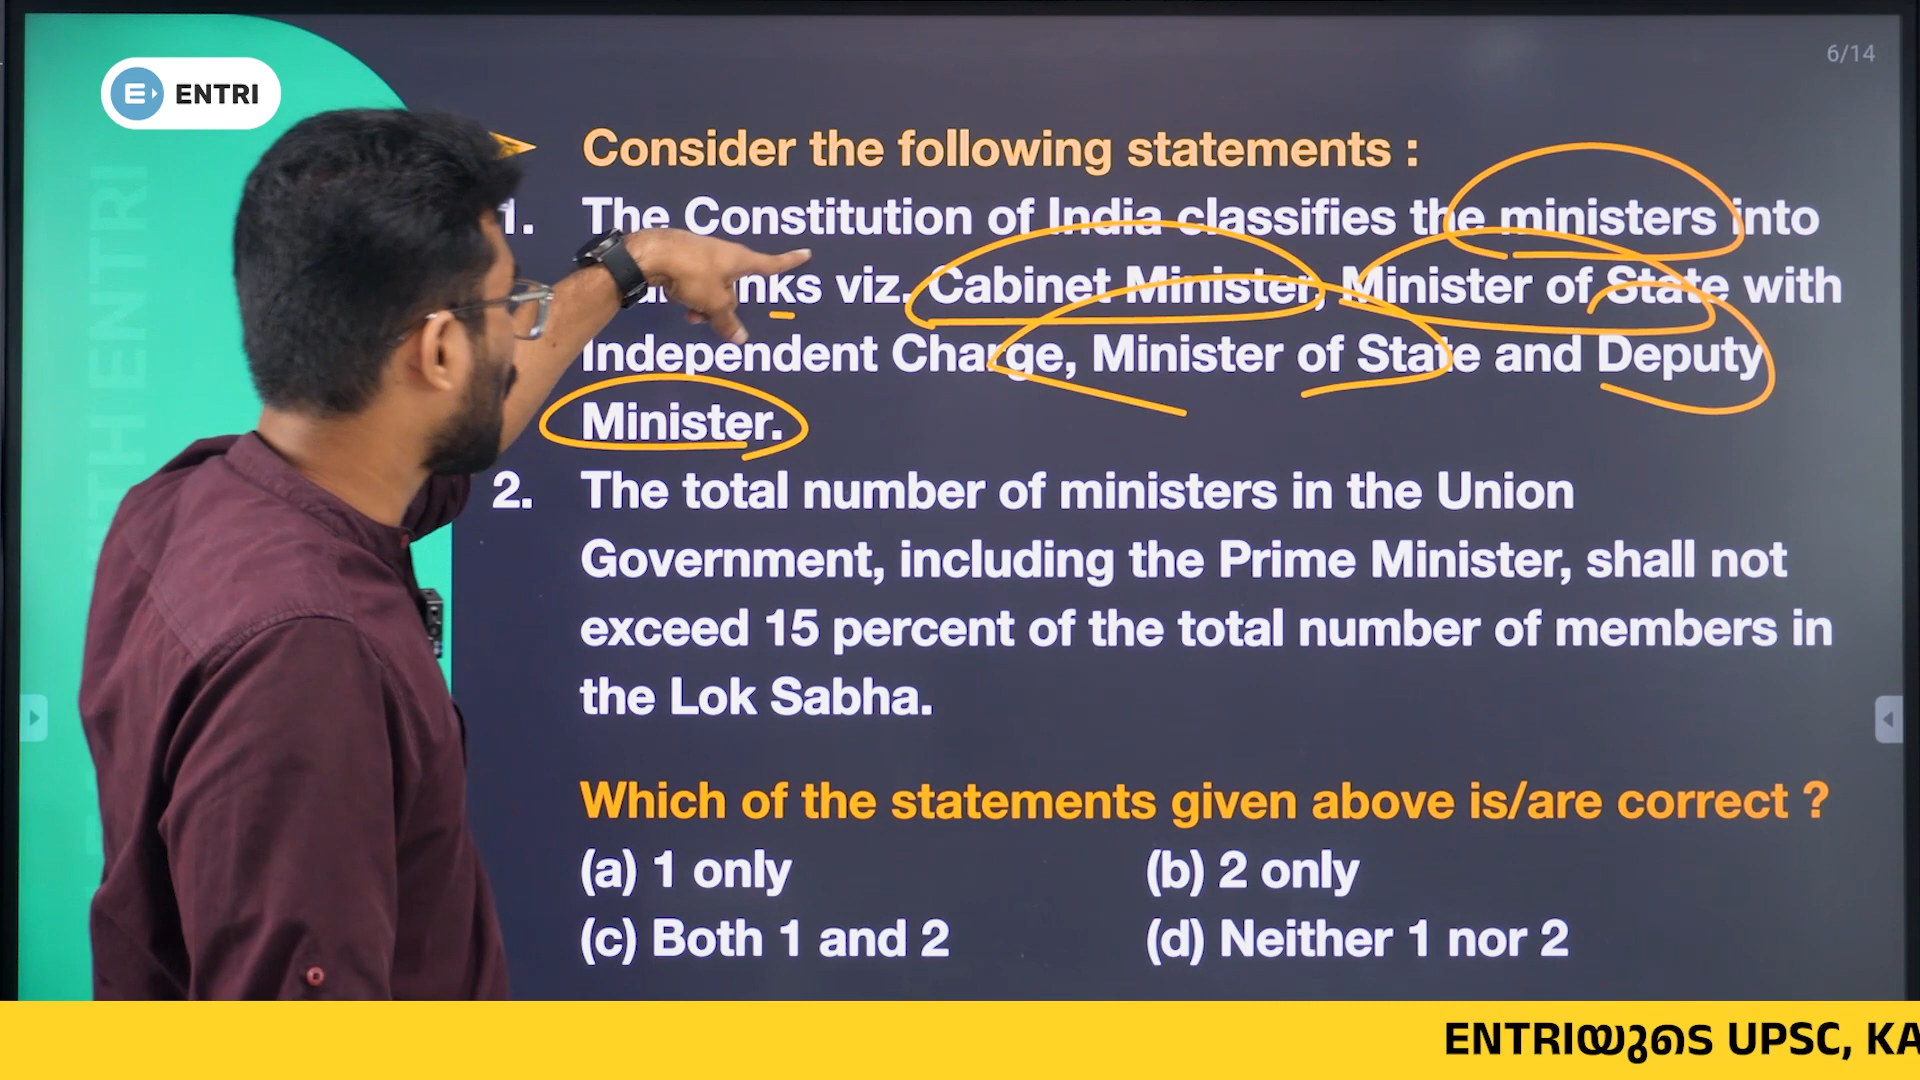 6/14
ENTRI
Consider the following statements :
1. The Constitution of India classifies the ministers into
viz. Cabinet Minister, Minister of State with
Independent Charge, Minister of State and Deputy
Minister.
2. The total number of ministers in the Union
Government, including the Prime Minister, shall not
exceed 15 percent of the total number of members in
the Lok Sabha.
Which of the statements given above is/are correct ?
(a) 1 only
(b) 2 only
(c) Both 1 and 2
(d) Neither 1 nor 2
ENTRIയുടെ UPSC, KA